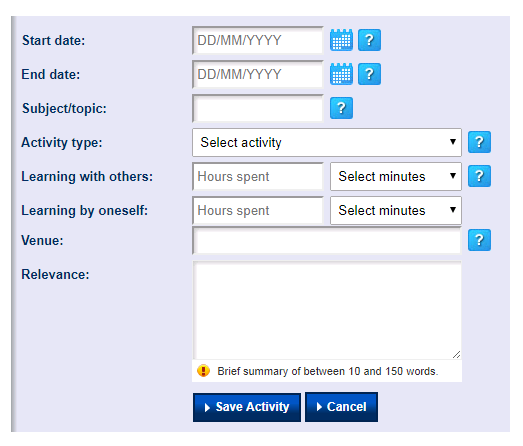 Start date: DD/MM/YYYY ?
End date: DD/MM/YYYY ?
Subject/topic: ?
Activity type: Select activity ?
Learning with others: Hours spent Select minutes ?
Learning by oneself: Hours spent Select minutes
Venue: ?
Relevance:
Brief summary of between 10 and 150 words.
Save Activity Cancel